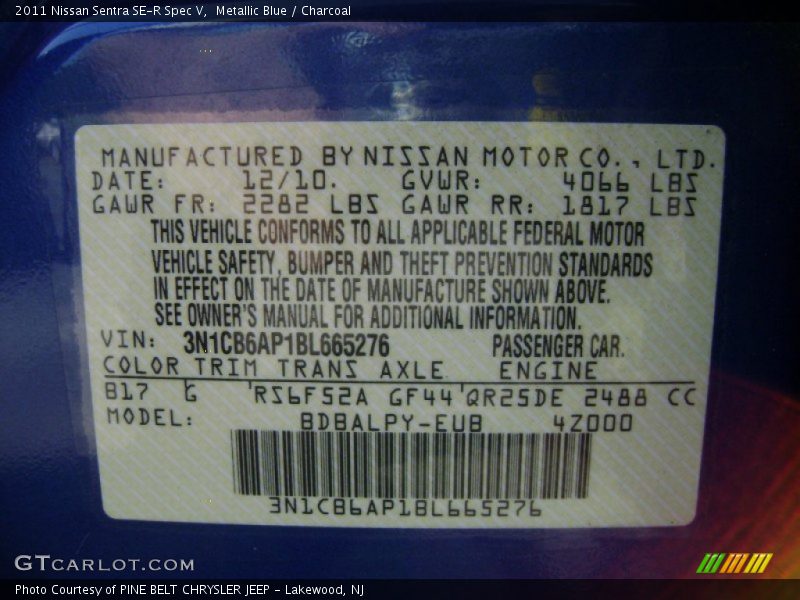 2011 Nissan Sentra SE-R Spec V,  Metallic Blue / Charcoal
MANUFACTURED BY NISSAN MOTOR CO., LTD.
DATE: 12/10. GVWR: 4066 LBS
GAWR FR: 2282 LBS GAWR RR: 1817 LBS
THIS VEHICLE CONFORMS TO ALL APPLICABLE FEDERAL MOTOR
VEHICLE SAFETY, BUMPER AND THEFT PREVENTION STANDARDS
IN EFFECT ON THE DATE OF MANUFACTURE SHOWN ABOVE.
SEE OWNER'S MANUAL FOR ADDITIONAL INFORMATION.
VIN: 3N1CB6AP1BL665276 PASSENGER CAR.
COLOR TRIM TRANS AXLE ENGINE
B17 G 'RS6F52A GF44'QR25DE 2488 CC
MODEL: BDBALPY-EUB 4Z000
3N1CB6AP1BL665276
GTCARLOT.COM
Photo Courtesy of PINE BELT CHRYSLER JEEP - Lakewood, NJ